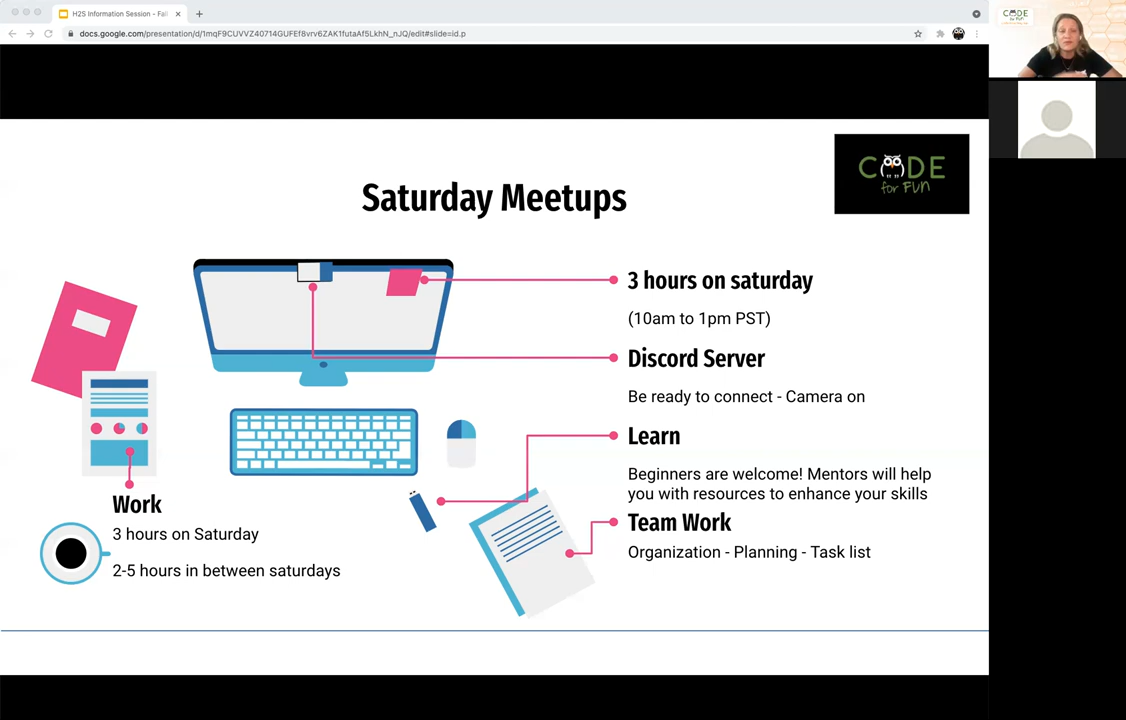 H2S Information Session - Fall
docs.google.com/presentation/d/1mqF9CUVVZ40714GUFEf8vrv6ZAK1futaAf5LkhN_nJQ/edit#slide=id.p
CODE
for FUN
CODE
for FUN
Saturday Meetups
3 hours on saturday
(10am to 1pm PST)
Discord Server
Be ready to connect - Camera on
Learn
Beginners are welcome! Mentors will help
you with resources to enhance your skills
Team Work
Organization - Planning - Task list
Work
3 hours on Saturday
2-5 hours in between saturdays